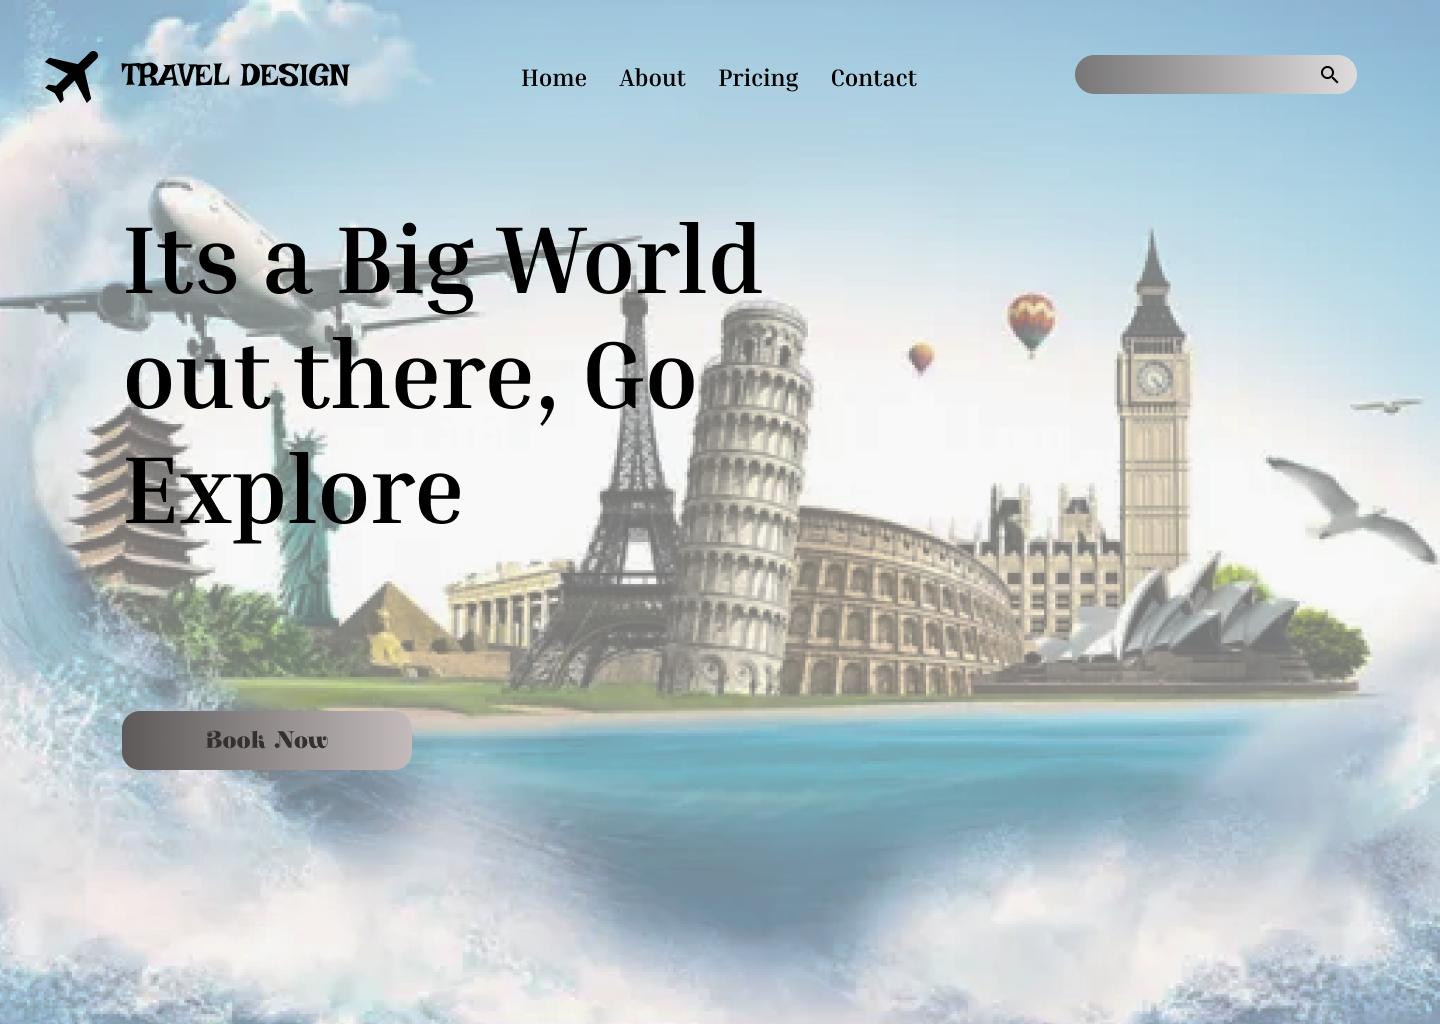 TRAVEL DESIGN
Home About Pricing Contact
Its a Big World
out there, Go
Explore
Book Now